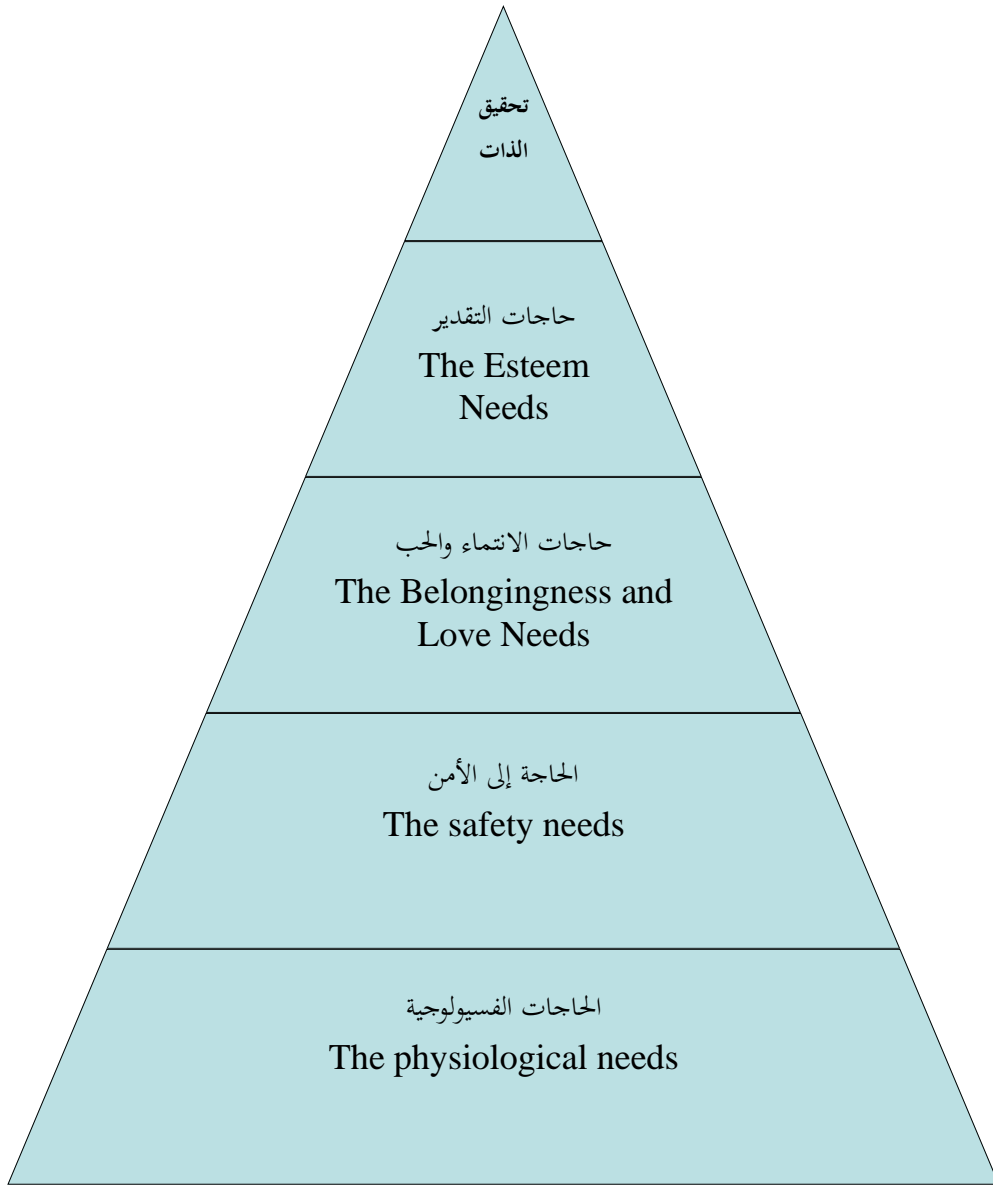 تحقيق
الذات
حاجات التقدير
The Esteem
Needs
حاجات الانتماء والحب
The Belongingness and
Love Needs
الحاجة إلى الأمن
The safety needs
الحاجات الفسيولوجية
The physiological needs